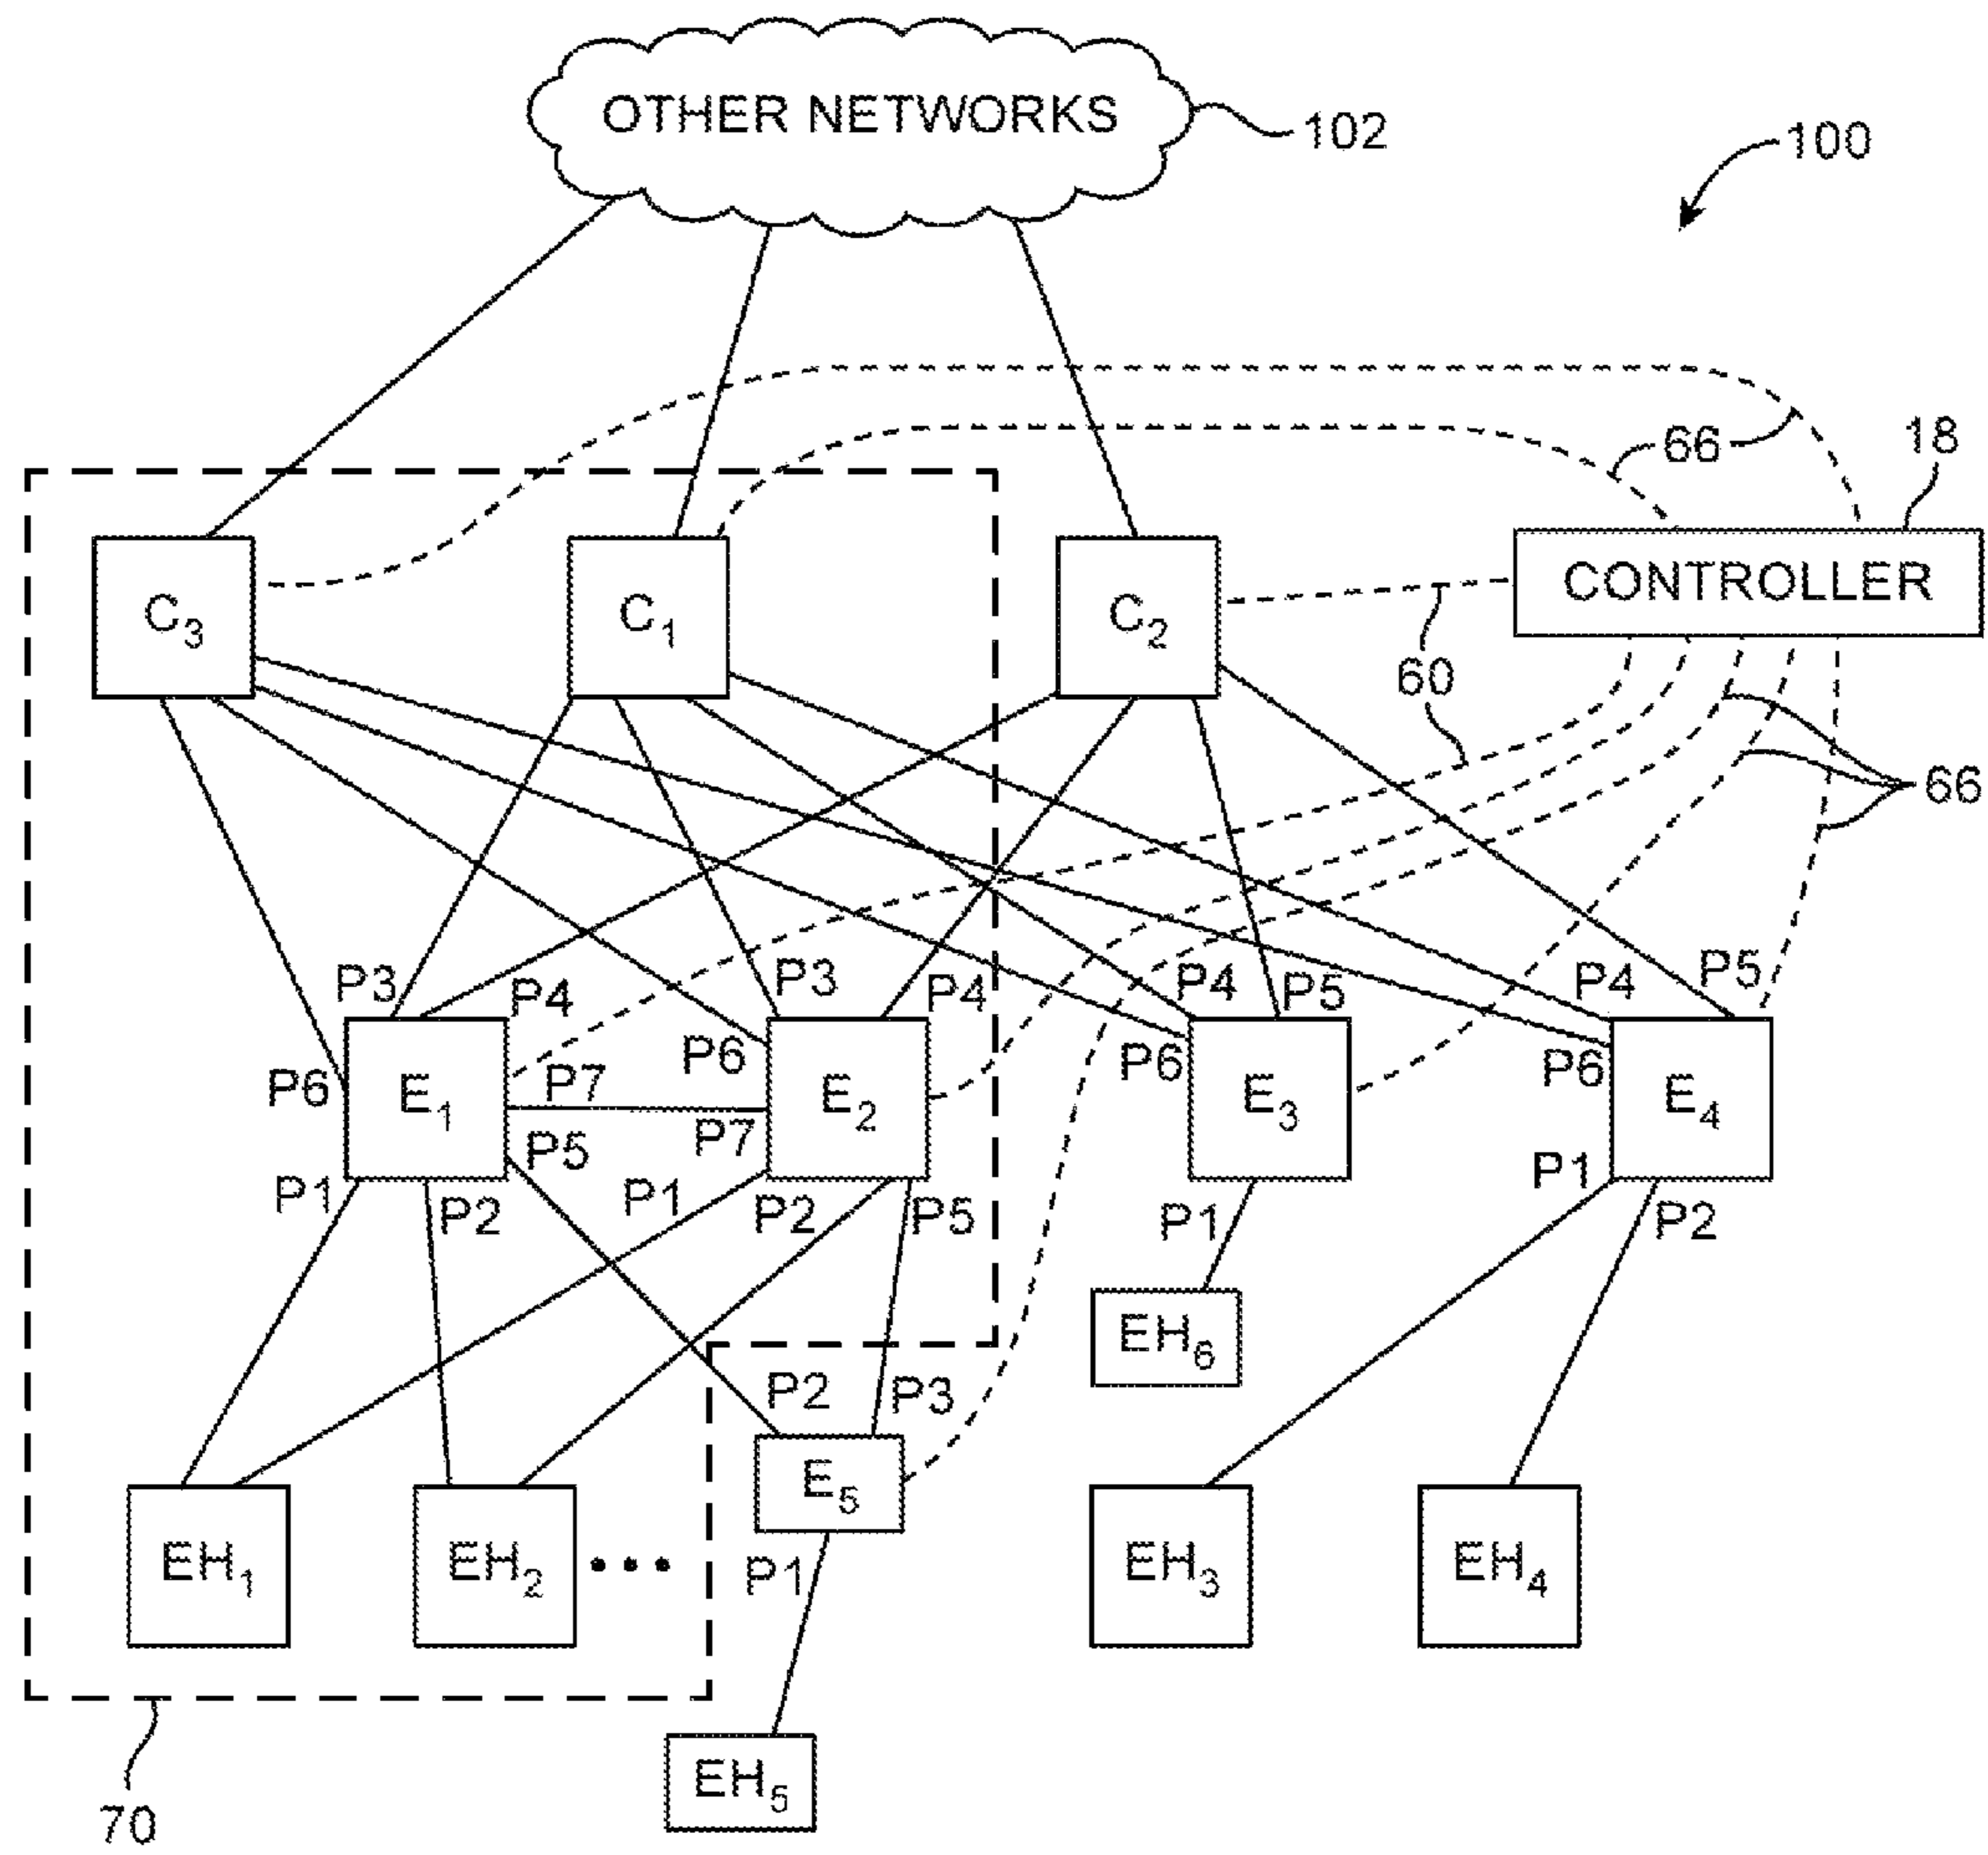 OTHER NETWORKS
102
100
66
18
CONTROLLER
C3
C1
C2
60
66
P3
P4
P3
P4
P4
P5
P4
P5
P6
E1
P7
P6
E2
P6
E3
P6
E4
P5
P7
P1
P2
P1
P2
P5
P1
P1
P2
EH6
P2
P3
E5
EH1
EH2
...
P1
EH3
EH4
EH5
70